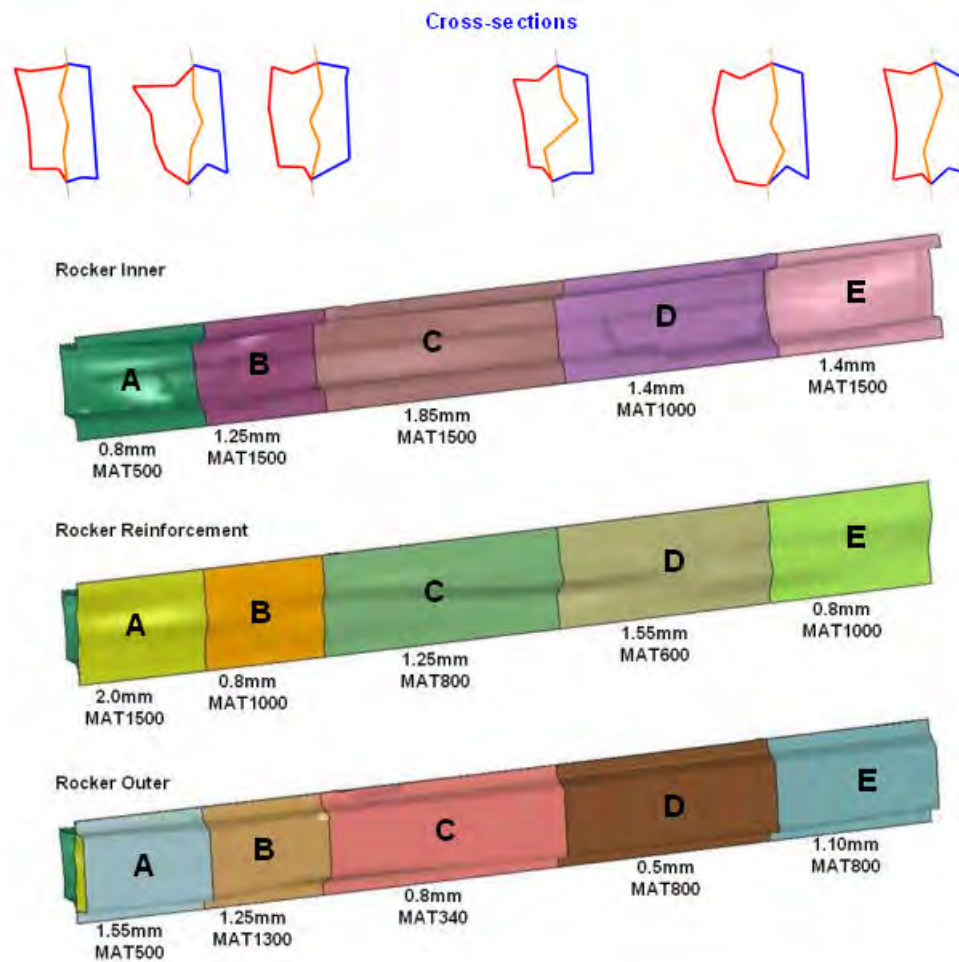 Cross-sections
Rocker Inner
A
B
C
D
E
0.8mm
MAT500
1.25mm
MAT1500
1.85mm
MAT1500
1.4mm
MAT1000
1.4mm
MAT1500
Rocker Reinforcement
A
B
C
D
E
2.0mm
MAT1500
0.8mm
MAT1000
1.25mm
MAT800
1.55mm
MAT600
0.8mm
MAT1000
Rocker Outer
A
B
C
D
E
1.55mm
MAT500
1.25mm
MAT1300
0.8mm
MAT340
0.5mm
MAT800
1.10mm
MAT800